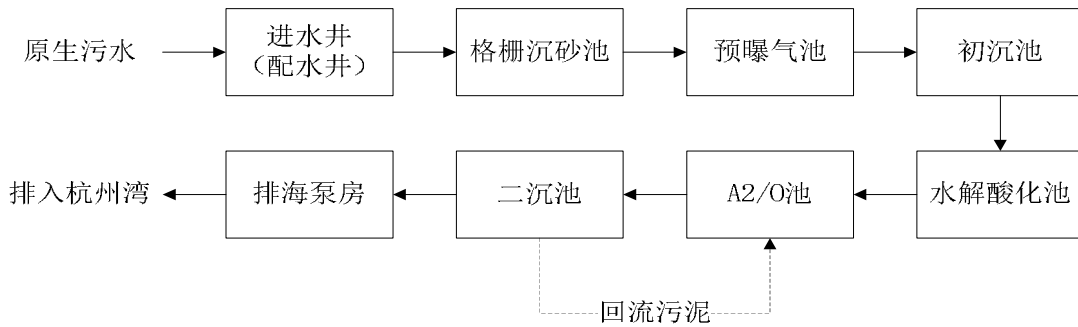 原生污水
进水井
（配水井）
格栅沉砂池
预曝气池
初沉池
排入杭州湾
排海泵房
二沉池
A2/O池
水解酸化池
回流污泥